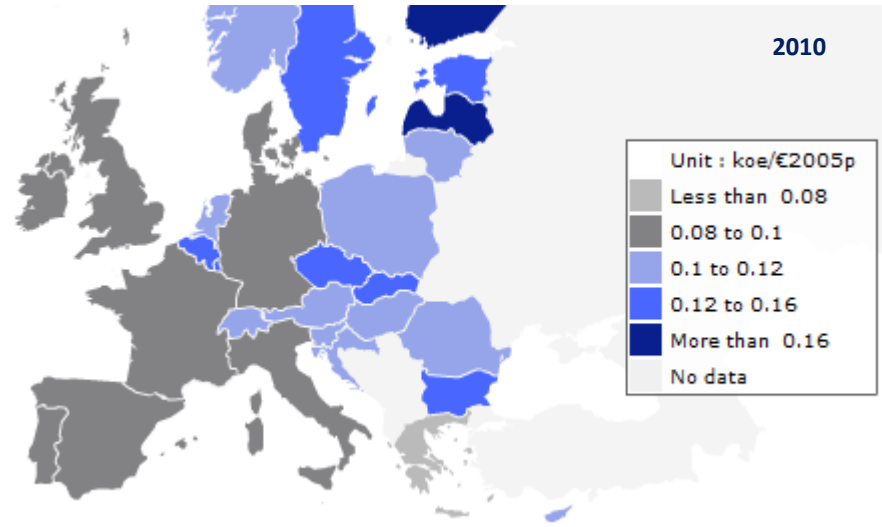 2010
Unit : koe/€2005p
Less than 0.08
0.08 to 0.1
0.1 to 0.12
0.12 to 0.16
More than 0.16
No data